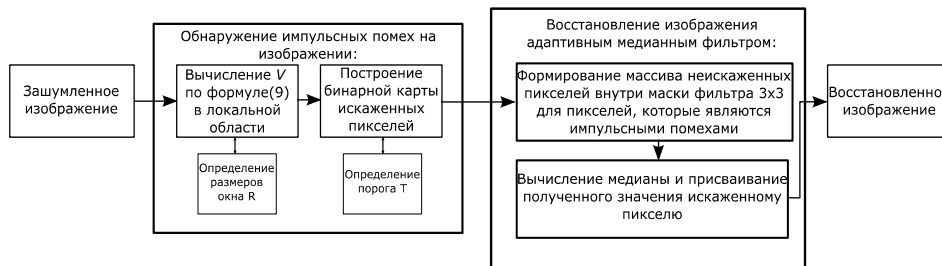 Зашумленное
изображение
Обнаружение импульсных помех на
изображении:
Вычисление V
по формуле(9)
в локальной
области
Построение
бинарной карты
искаженных
пикселей
Определение
размеров
окна R
Определение
порога T
Восстановление изображения
адаптивным медианным фильтром:
Формирование массива неискаженных
пикселей внутри маски фильтра 3x3
для пикселей, которые являются
импульсными помехами
Вычисление медианы и присваивание
полученного значения искаженному
пикселю
Восстановленно
изображение